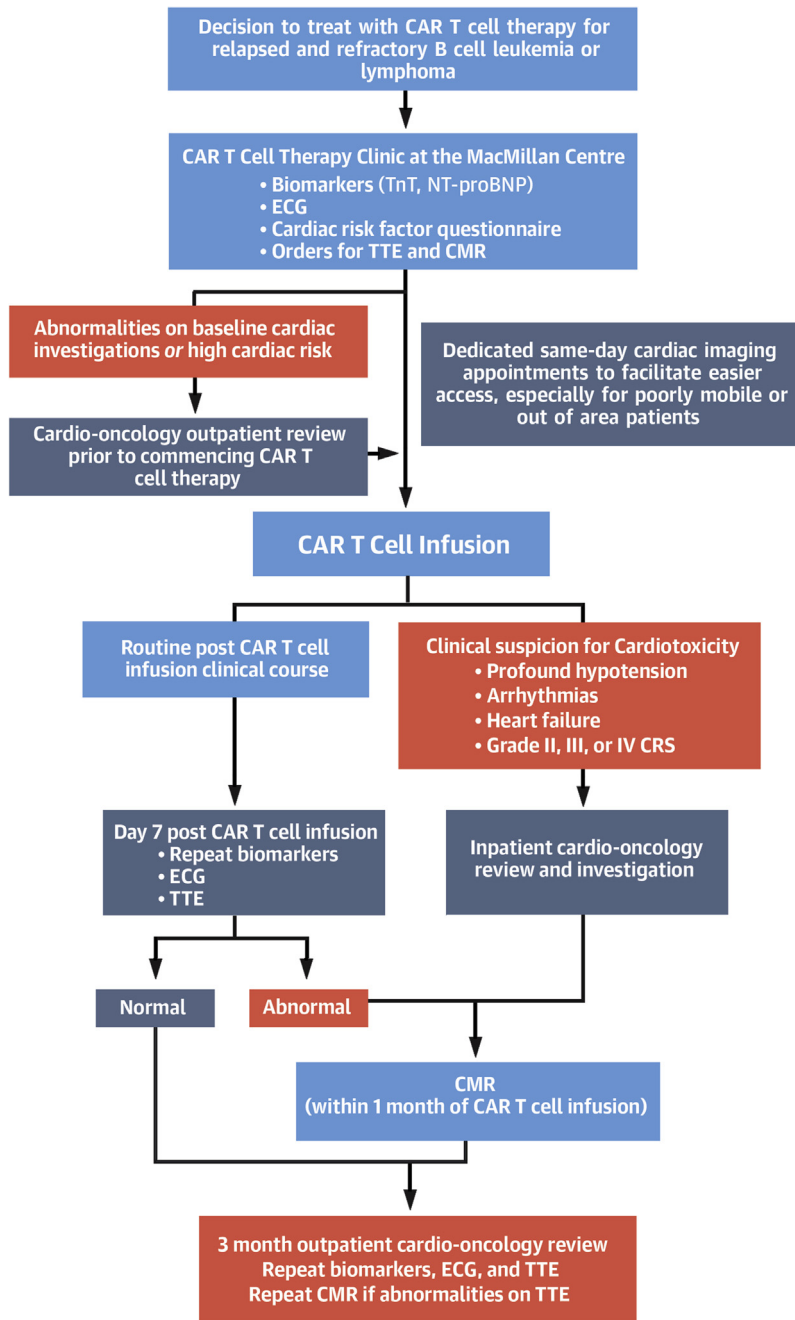 Decision to treat with CAR T cell therapy for
relapsed and refractory B cell leukemia or
lymphoma
CAR T Cell Therapy Clinic at the MacMillan Centre
• Biomarkers (TnT, NT-proBNP)
• ECG
• Cardiac risk factor questionnaire
• Orders for TTE and CMR
Abnormalities on baseline cardiac
investigations or high cardiac risk
Dedicated same-day cardiac imaging
appointments to facilitate easier
access, especially for poorly mobile or
out of area patients
Cardio-oncology outpatient review
prior to commencing CAR T
cell therapy
CAR T Cell Infusion
Routine post CAR T cell
infusion clinical course
Clinical suspicion for Cardiotoxicity
• Profound hypotension
• Arrhythmias
• Heart failure
• Grade II, III, or IV CRS
Day 7 post CAR T cell infusion
• Repeat biomarkers
• ECG
• TTE
Inpatient cardio-oncology
review and investigation
Normal
Abnormal
CMR
(within 1 month of CAR T cell infusion)
3 month outpatient cardio-oncology review
Repeat biomarkers, ECG, and TTE
Repeat CMR if abnormalities on TTE